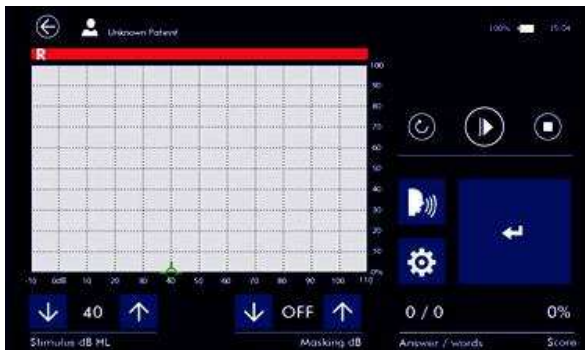 Unknown Patient 100% 15:04
R
100
90
80
70
60
50
40
30
20
10
0%
-10 0dB 10 20 30 40 50 60 70 80 90 100 110
40 OFF 0 / 0 0%
Stimulus dB HL Masking dB Answer / words Score